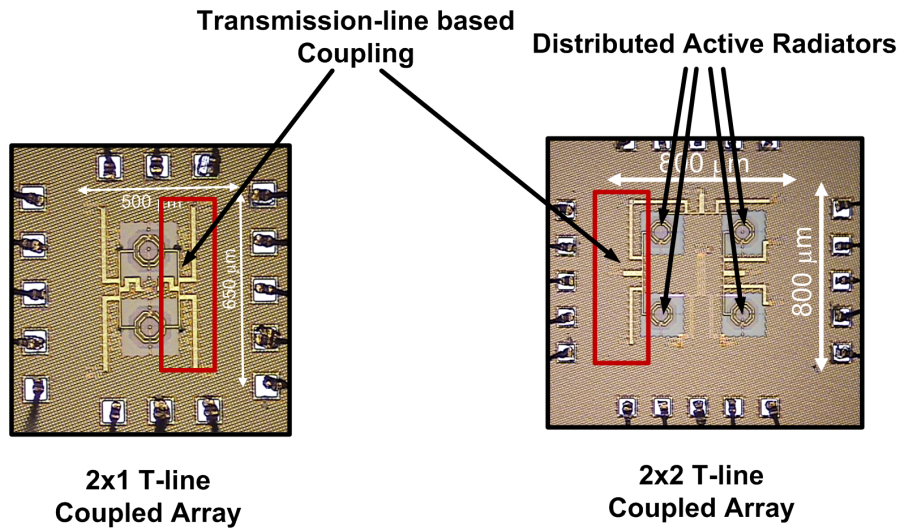 Transmission-line based
Coupling
Distributed Active Radiators
500 μm
650 μm
800 μm
800 μm
2x1 T-line
Coupled Array
2x2 T-line
Coupled Array